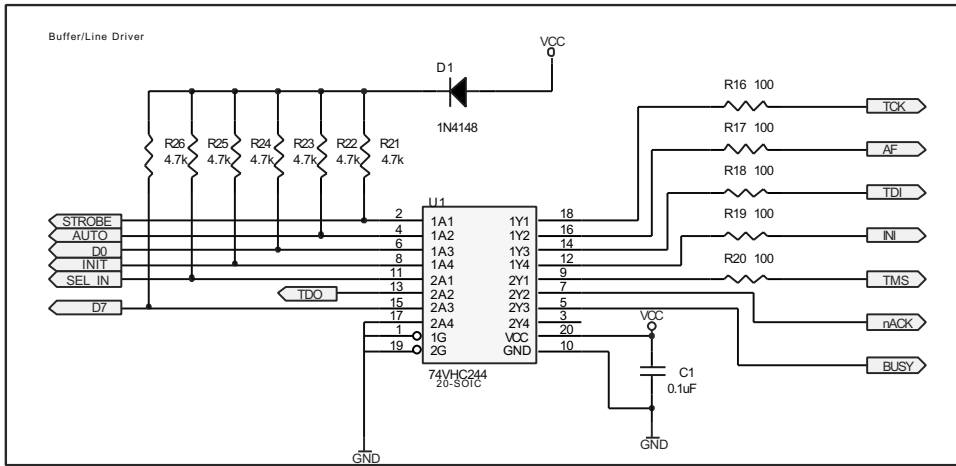 Buffer/Line Driver
VCC
D1
1N4148
R16 100
TCK
R17 100
AF
R18 100
TDI
R19 100
INI
R20 100
TMS
nACK
BUSY
R26 4.7k
R25 4.7k
R24 4.7k
R23 4.7k
R22 4.7k
R21 4.7k
STROBE
AUTO
D0
INIT
SEL IN
TDO
D7
U1
2 1A1 1Y1 18
4 1A2 1Y2 16
6 1A3 1Y3 14
8 1A4 1Y4 12
11 2A1 2Y1 9
13 2A2 2Y2 7
15 2A3 2Y3 5
17 2A4 2Y4 3
1 1G VCC 20
19 2G GND 10
74VHC244
20-SOIC
VCC
C1
0.1uF
GND
GND